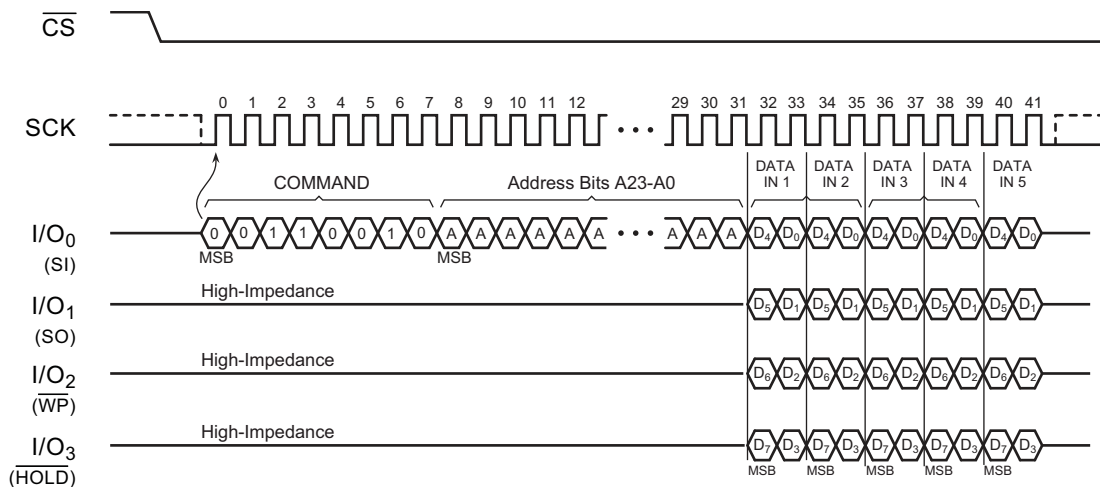 CS
0 1 2 3 4 5 6 7 8 9 10 11 12 29 30 31 32 33 34 35 36 37 38 39 40 41
SCK
DATA IN 1 DATA IN 2 DATA IN 3 DATA IN 4 DATA IN 5
COMMAND Address Bits A23-A0
I/O0 0 0 1 1 0 0 1 0 A A A A A A A A A D4 D0 D4 D0 D4 D0 D4 D0 D4 D0
(SI)
MSB MSB
High-Impedance
I/O1 D5 D1 D5 D1 D5 D1 D5 D1 D5 D1
(SO)
High-Impedance
I/O2 D6 D2 D6 D2 D6 D2 D6 D2 D6 D2
(WP)
High-Impedance
I/O3 D7 D3 D7 D3 D7 D3 D7 D3 D7 D3
(HOLD)
MSB MSB MSB MSB MSB